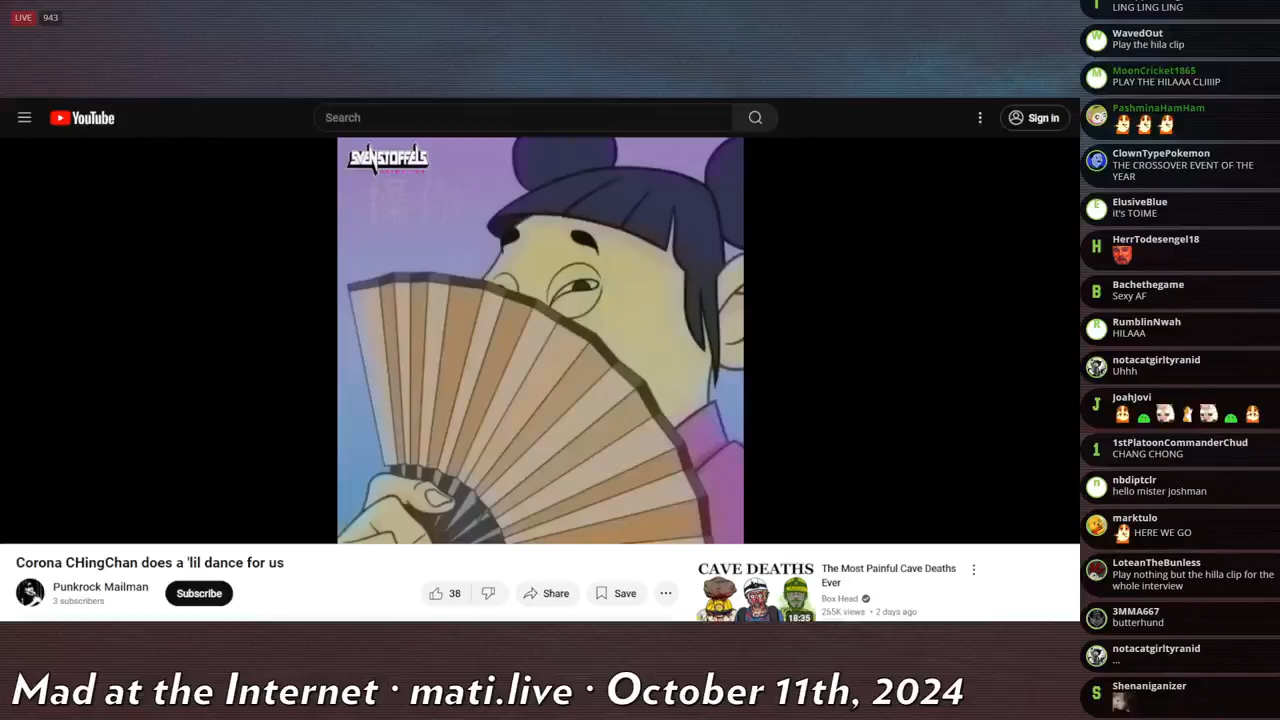 LIVE 943
YouTube
Search
Sign in
SVENSTOFFELS
Corona CHingChan does a 'lil dance for us
Punkrock Mailman
3 subscribers
Subscribe
38
Share
Save
CAVE DEATHS
18:35
The Most Painful Cave Deaths
Ever
Box Head
255K views • 2 days ago
Mad at the Internet · mati.live · October 11th, 2024
LING LING LING
WavedOut
Play the hila clip
MoonCricket1865
PLAY THE HILAAA CLIIIIP
PashminaHamHam
ClownTypePokemon
THE CROSSOVER EVENT OF THE
YEAR
ElusiveBlue
it's TOIME
HerrTodesengel18
Bachethegame
Sexy AF
RumblinNwah
HILAAA
notacatgirltyranid
Uhhh
JoahJovi
1stPlatoonCommanderChud
CHANG CHONG
nbdiptclr
hello mister joshman
marktulo
HERE WE GO
LoteanTheBunless
Play nothing but the hilla clip for the
whole interview
3MMA667
butterhund
notacatgirltyranid
...
Shenaniganizer